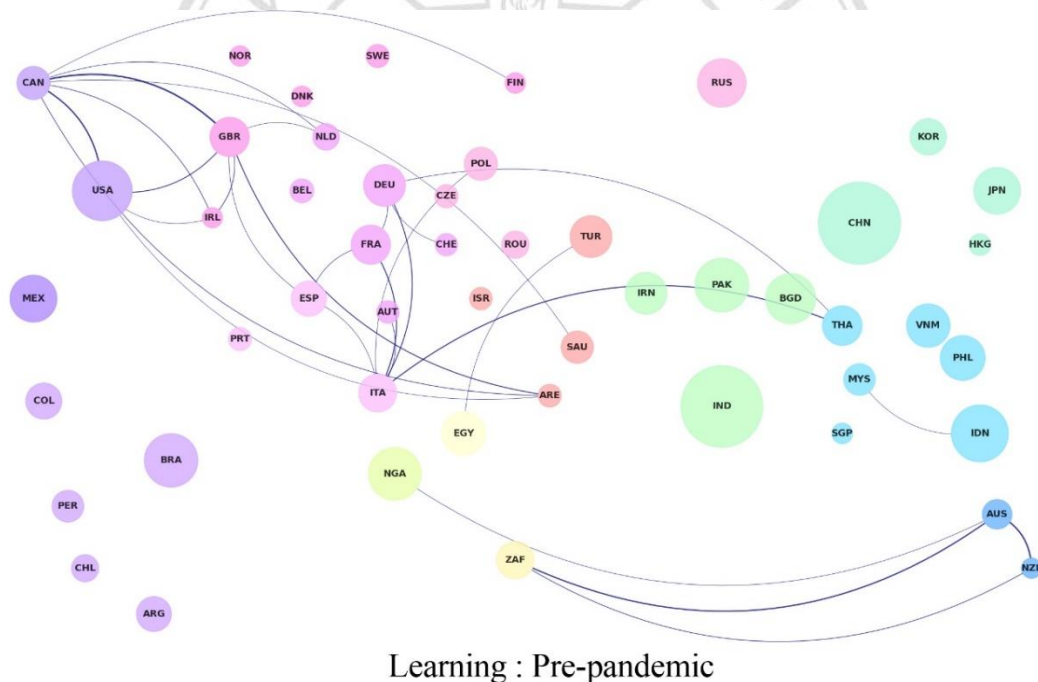 NOR
SWE
CAN
FIN
RUS
DNK
GBR
NLD
KOR
POL
DEU
USA
BEL
CZE
JPN
IRL
CHN
FRA
CHE
ROU
TUR
HKG
IRN
PAK
BGD
MEX
ESP
ISR
AUT
THA
VNM
PRT
SAU
PHL
MYS
COL
ITA
ARE
IND
EGY
SGP
IDN
BRA
NGA
PER
AUS
ZAF
CHL
NZL
ARG
Learning : Pre-pandemic